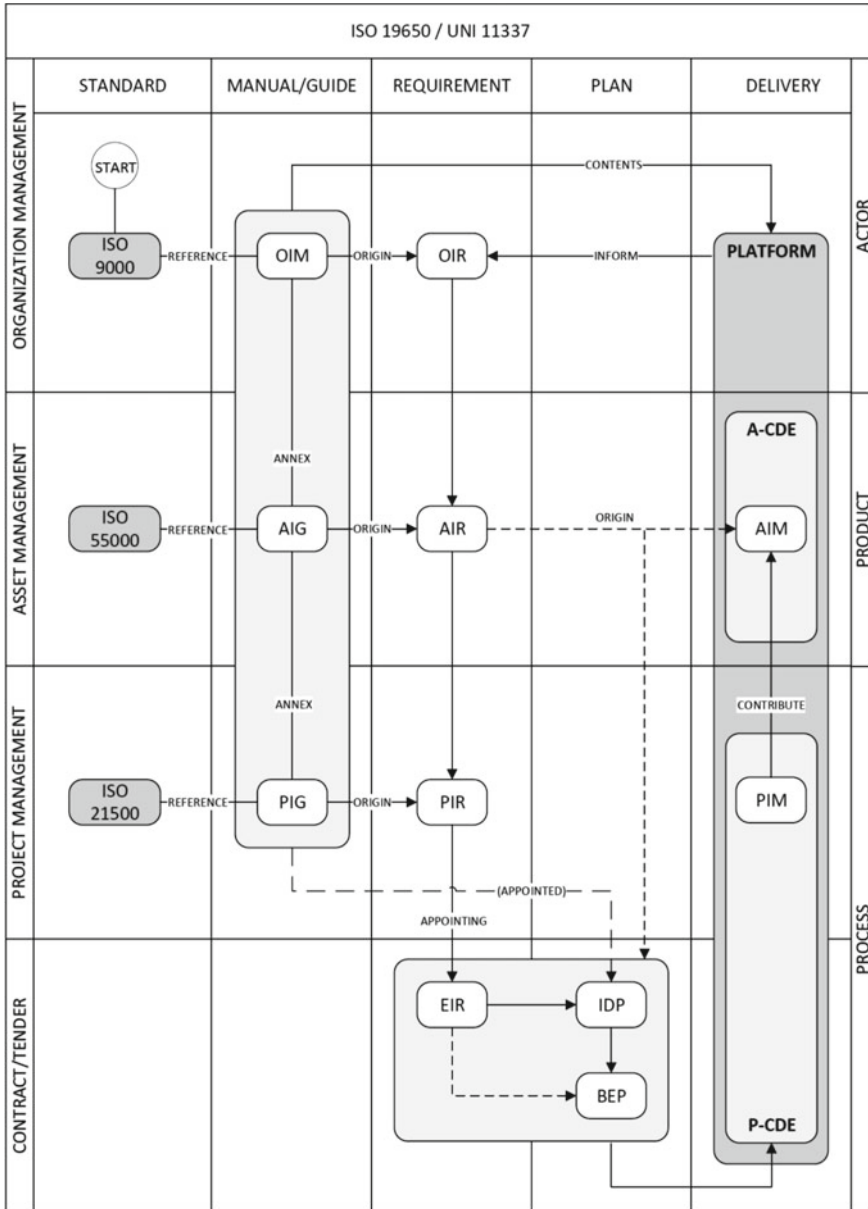 ISO 19650 / UNI 11337
STANDARD
MANUAL/GUIDE
REQUIREMENT
PLAN
DELIVERY
ORGANIZATION MANAGEMENT
ACTOR
START
CONTENTS
ISO
9000
REFERENCE
OIM
ORIGIN
OIR
INFORM
PLATFORM
ASSET MANAGEMENT
PRODUCT
ANNEX
A-CDE
ISO
55000
REFERENCE
AIG
ORIGIN
AIR
ORIGIN
AIM
PROJECT MANAGEMENT
PROCESS
ANNEX
CONTRIBUTE
ISO
21500
REFERENCE
PIG
ORIGIN
PIR
PIM
(APPOINTED)
APPOINTING
CONTRACT/TENDER
EIR
IDP
BEP
P-CDE